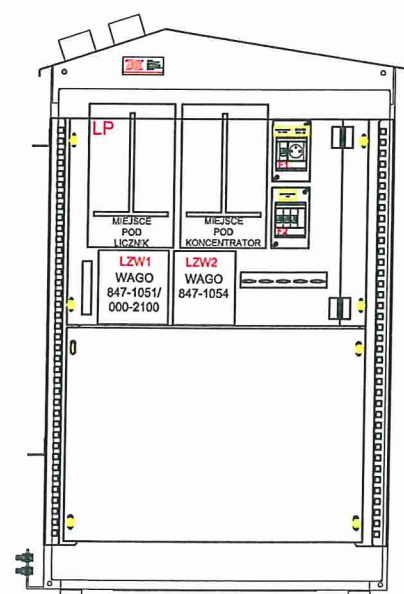 LP
MIEJSCE
POD
LICZNIK
MIEJSCE
POD
KONCENTRATOR
F1
F2
LZW1
WAGO
847-1051/
000-2100
LZW2
WAGO
847-1054